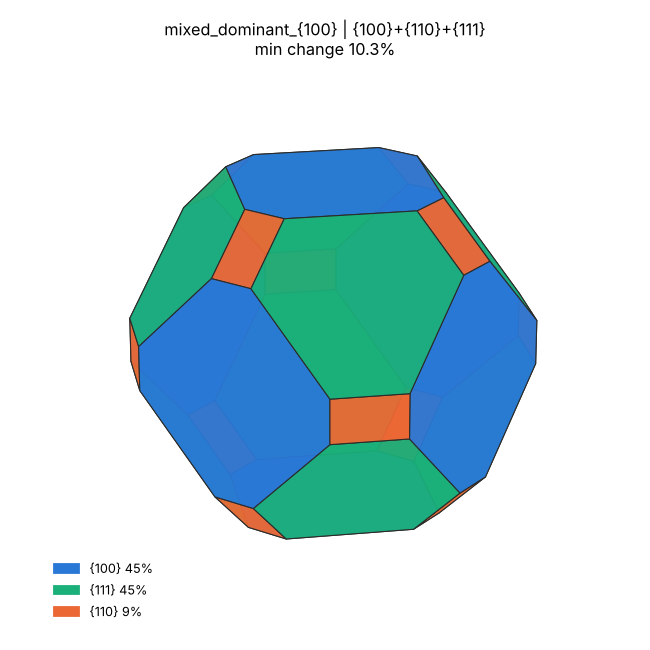 mixed_dominant_{100} | {100}+{110}+{111}
min change 10.3%
{100} 45%
{111} 45%
{110} 9%